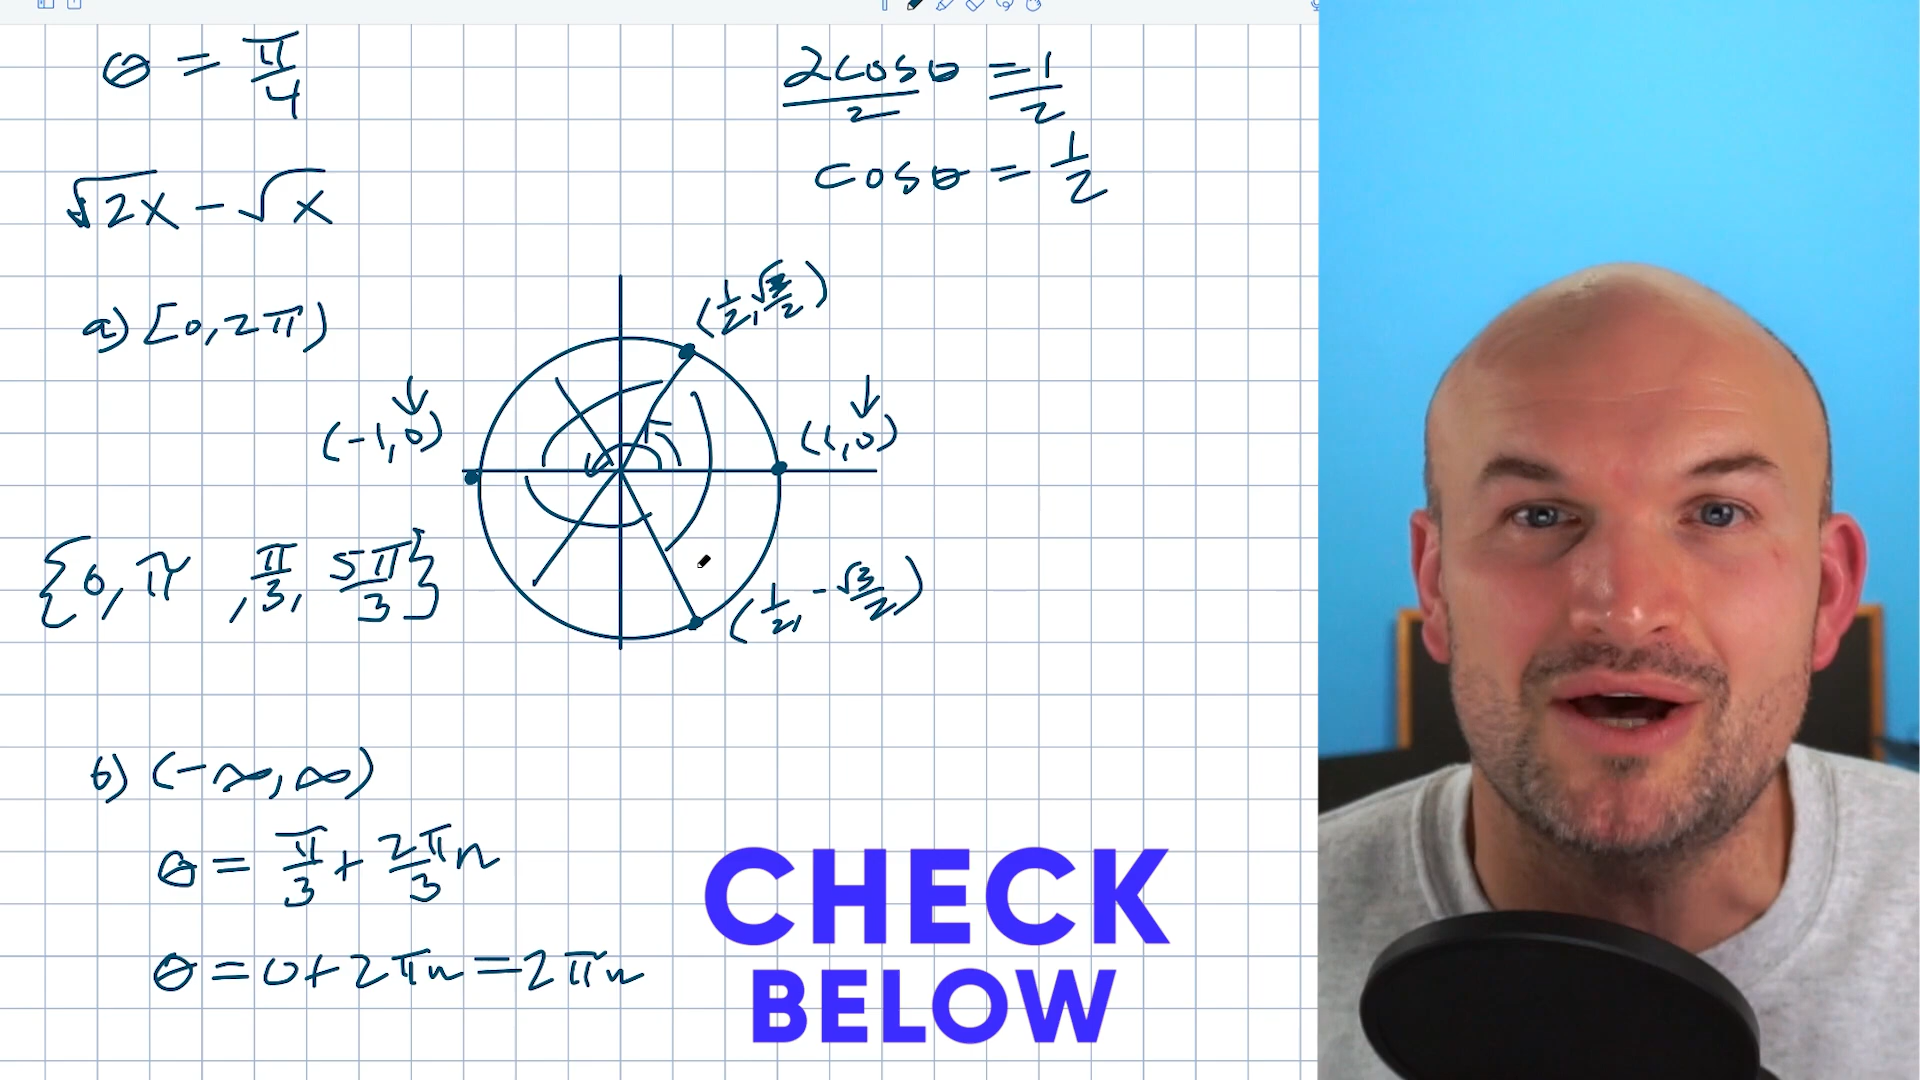 θ = π/4
2cosθ/2 = 1/2
cosθ = 1/2
√2x - √x
a) [0, 2π)
(1/2, √3/2)
(-1, 0)
(1, 0)
{0, π, π/3, 5π/3}
(1/2, -√3/2)
b) (-∞, ∞)
θ = π/3 + 2π/3 n
θ = 0 + 2πn = 2πn
CHECK
BELOW